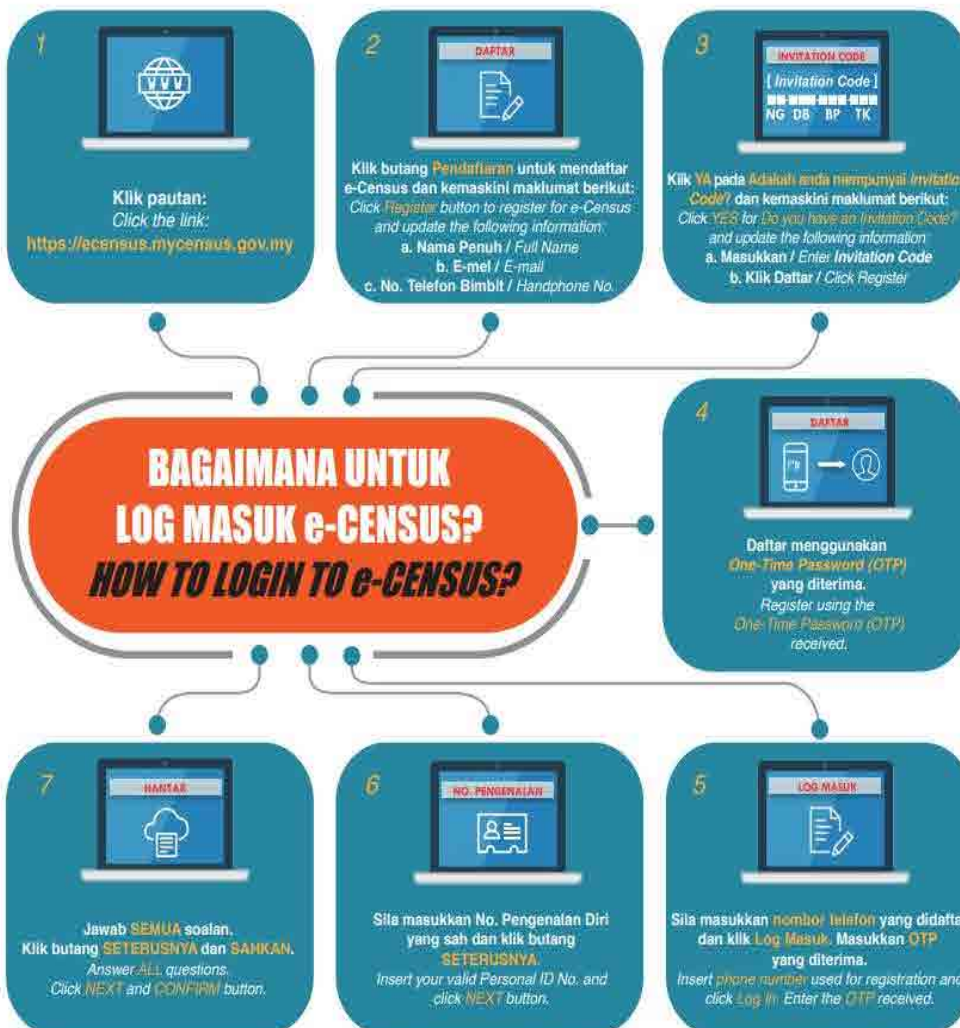 1
Klik pautan:
Click the link:
https://ecensus.mycensus.gov.my
2
DAFTAR
Klik butang Pendaftaran untuk mendaftar
e-Census dan kemaskini maklumat berikut:
Click Register button to register for e-Census
and update the following information:
a. Nama Penuh / Full Name
b. E-mel / E-mail
c. No. Telefon Bimbit / Handphone No.
3
INVITATION CODE
[ Invitation Code ]
NG DB BP TK
Klik YA pada Adakah anda mempunyai Invitation
Code? dan kemaskini maklumat berikut:
Click YES for Do you have an Invitation Code?
and update the following information
a. Masukkan / Enter Invitation Code
b. Klik Daftar / Click Register
BAGAIMANA UNTUK
LOG MASUK e-CENSUS?
HOW TO LOGIN TO e-CENSUS?
4
DAFTAR
Daftar menggunakan
One-Time Password (OTP)
yang diterima.
Register using the
One-Time Password (OTP)
received.
5
LOG MASUK
Sila masukkan nombor telefon yang didafta
dan klik Log Masuk. Masukkan OTP
yang diterima.
Insert phone number used for registration and
click Log In. Enter the OTP received.
6
NO. PENGENALAN
Sila masukkan No. Pengenalan Diri
yang sah dan klik butang
SETERUSNYA.
Insert your valid Personal ID No. and
click NEXT button.
7
HANTAR
Jawab SEMUA soalan.
Klik butang SETERUSNYA dan SAHKAN.
Answer ALL questions.
Click NEXT and CONFIRM button.